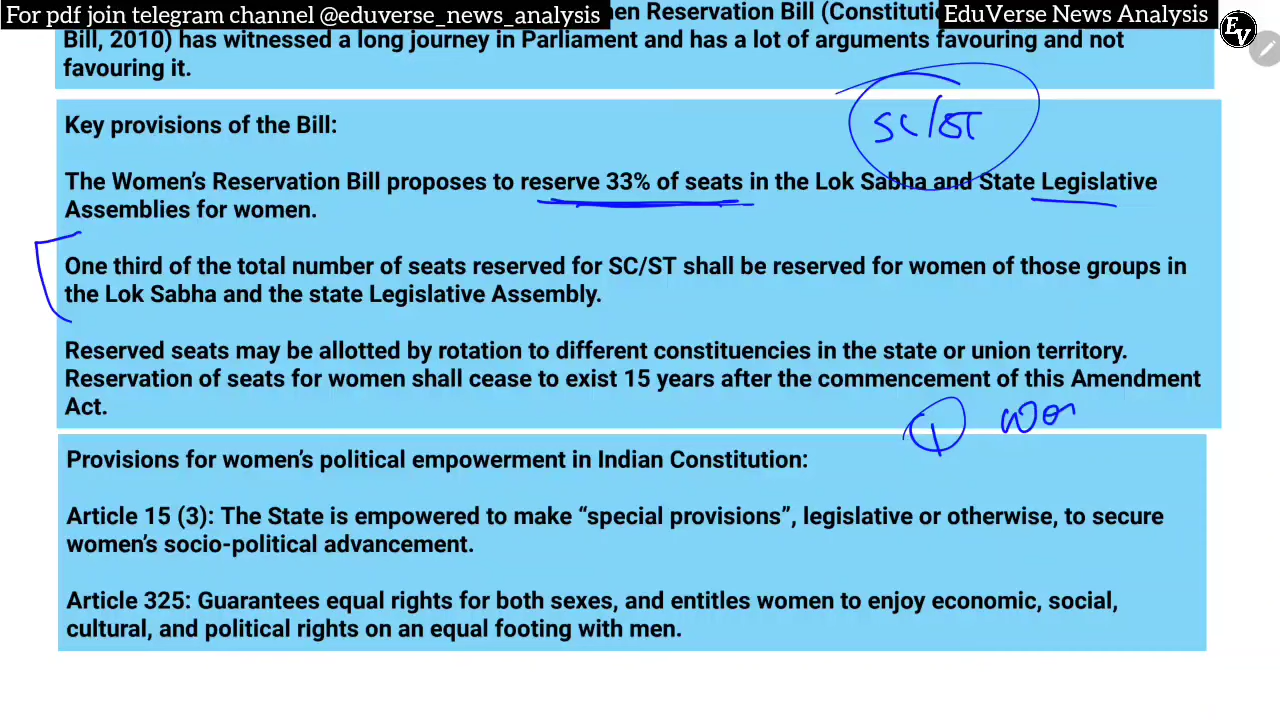 For pdf join telegram channel @eduverse_news_analysis
EduVerse News Analysis
EV
men Reservation Bill (Constitutio
Bill, 2010) has witnessed a long journey in Parliament and has a lot of arguments favouring and not
favouring it.
Key provisions of the Bill:
SC/ST
The Women's Reservation Bill proposes to reserve 33% of seats in the Lok Sabha and State Legislative
Assemblies for women.
One third of the total number of seats reserved for SC/ST shall be reserved for women of those groups in
the Lok Sabha and the state Legislative Assembly.
Reserved seats may be allotted by rotation to different constituencies in the state or union territory.
Reservation of seats for women shall cease to exist 15 years after the commencement of this Amendment
Act.
Provisions for women's political empowerment in Indian Constitution:
Article 15 (3): The State is empowered to make “special provisions”, legislative or otherwise, to secure
women's socio-political advancement.
Article 325: Guarantees equal rights for both sexes, and entitles women to enjoy economic, social,
cultural, and political rights on an equal footing with men.